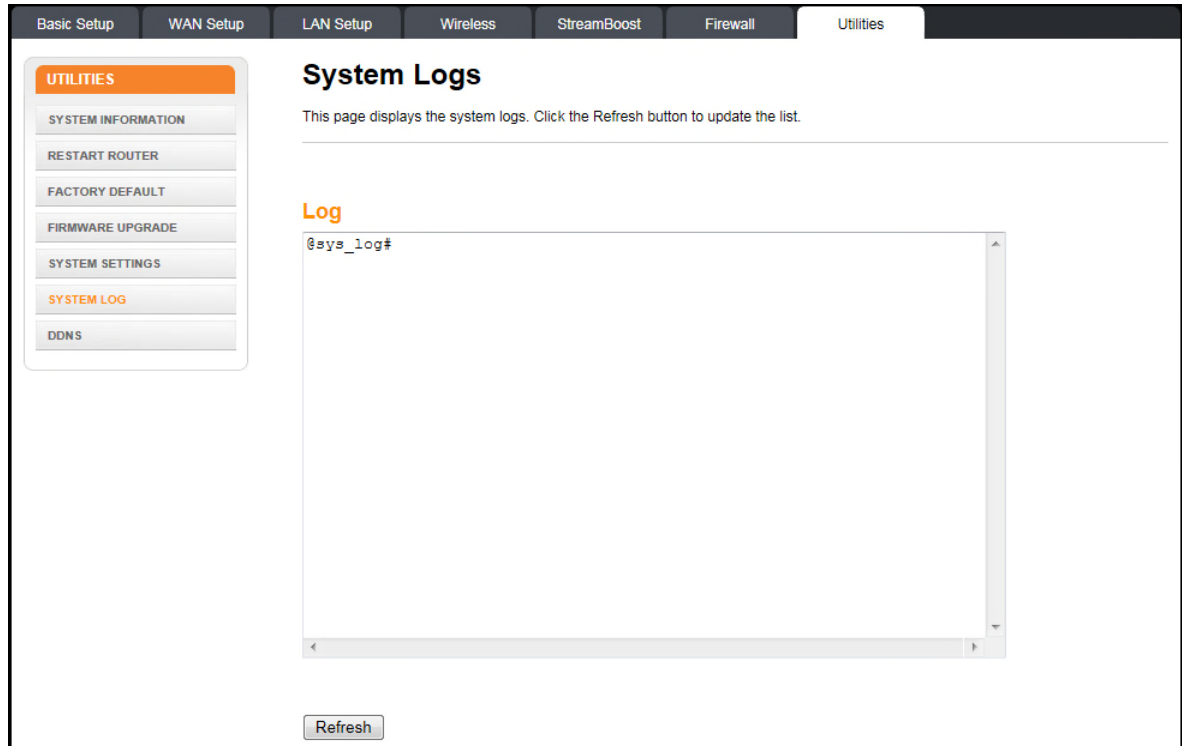 Basic Setup WAN Setup LAN Setup Wireless StreamBoost Firewall Utilities
UTILITIES
SYSTEM INFORMATION
RESTART ROUTER
FACTORY DEFAULT
FIRMWARE UPGRADE
SYSTEM SETTINGS
SYSTEM LOG
DDNS
System Logs
This page displays the system logs. Click the Refresh button to update the list.
Log
@sys_log#
Refresh